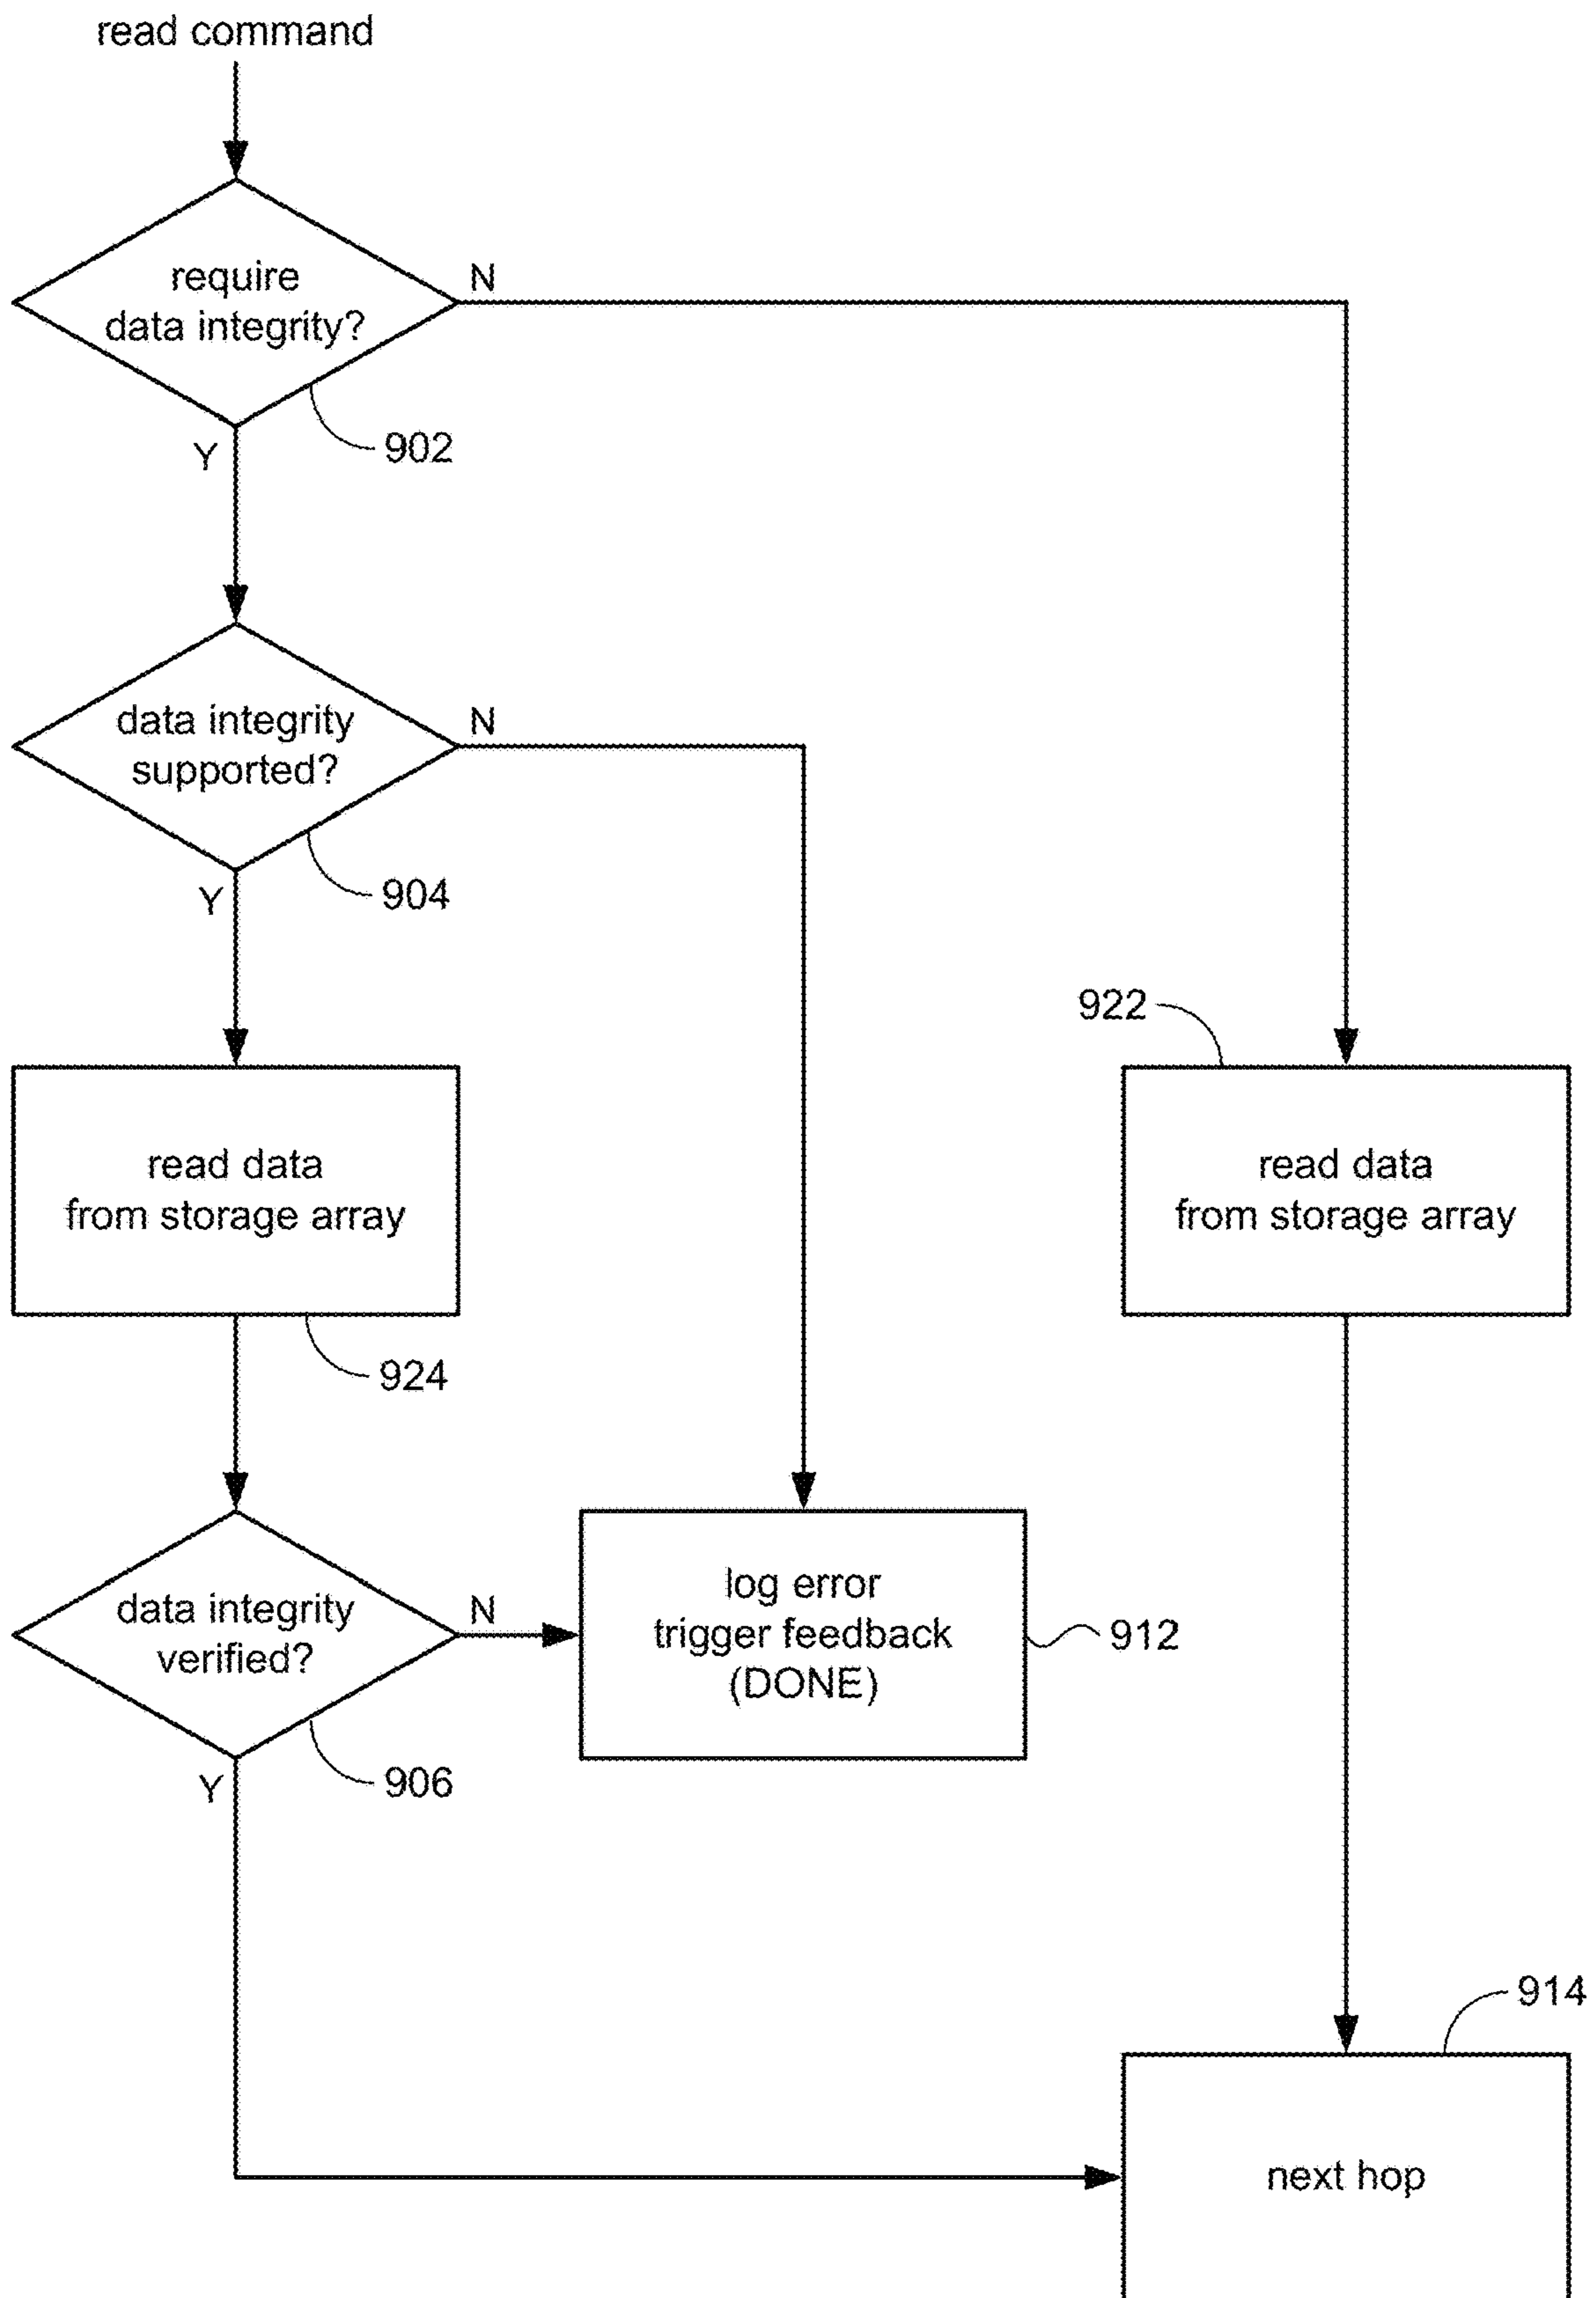 read command
require
data integrity?
N
902
Y
data integrity
supported?
N
904
Y
922
read data
from storage array
read data
from storage array
924
data integrity
verified?
N
log error
trigger feedback
(DONE)
912
906
Y
914
next hop